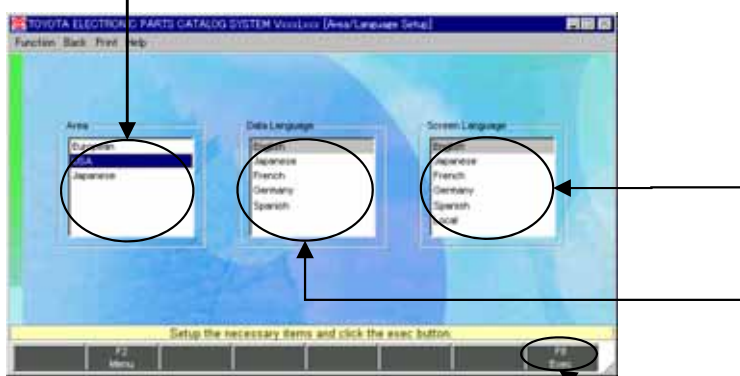 TOYOTA ELECTRONIC PARTS CATALOG SYSTEM VxxxLxxx [Area/Language Setup]
Function Back Print Help
Area
European
USA
Japanese
Data Language
English
Japanese
French
Germany
Spanish
Screen Language
English
Japanese
French
Germany
Spanish
Local
Setup the necessary items and click the exec button.
F2
Menu
Exec